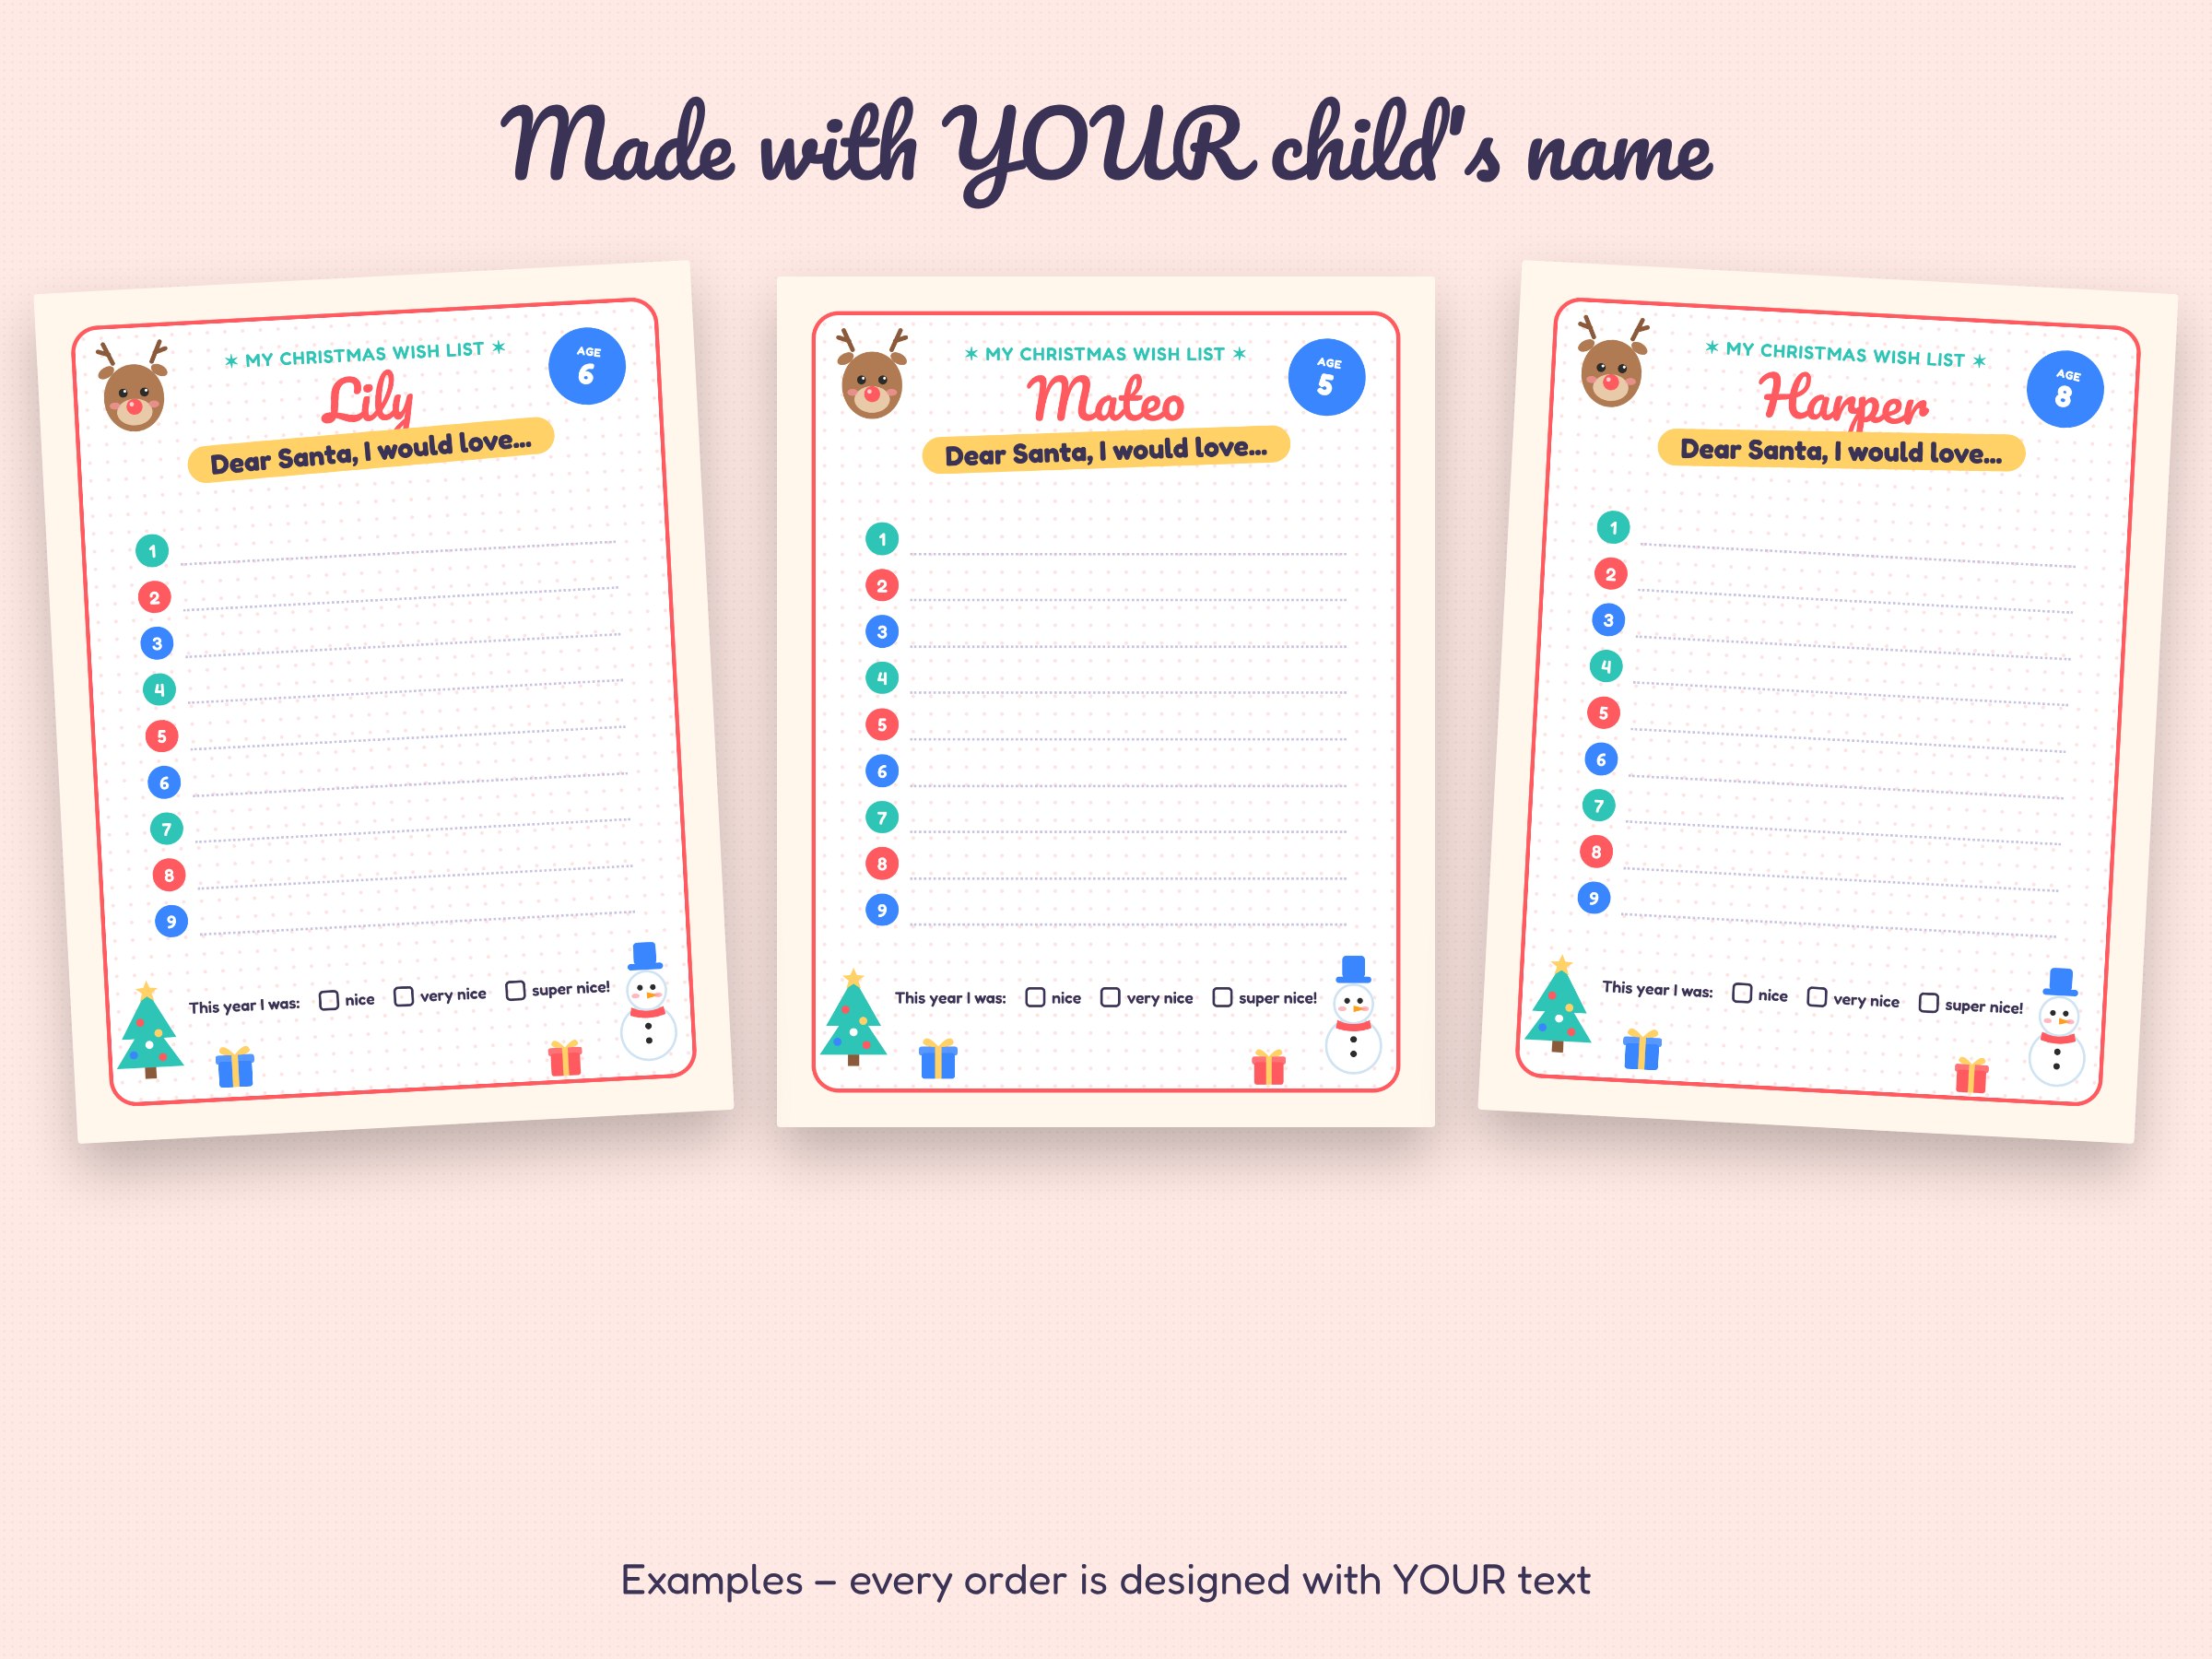 Made with YOUR child's name
✶ MY CHRISTMAS WISH LIST ✶
AGE
6
Lily
Dear Santa, I would love...
1
2
3
4
5
6
7
8
9
This year I was: nice very nice super nice!
✶ MY CHRISTMAS WISH LIST ✶
AGE
5
Mateo
Dear Santa, I would love...
1
2
3
4
5
6
7
8
9
This year I was: nice very nice super nice!
✶ MY CHRISTMAS WISH LIST ✶
AGE
8
Harper
Dear Santa, I would love...
1
2
3
4
5
6
7
8
9
This year I was: nice very nice super nice!
Examples – every order is designed with YOUR text